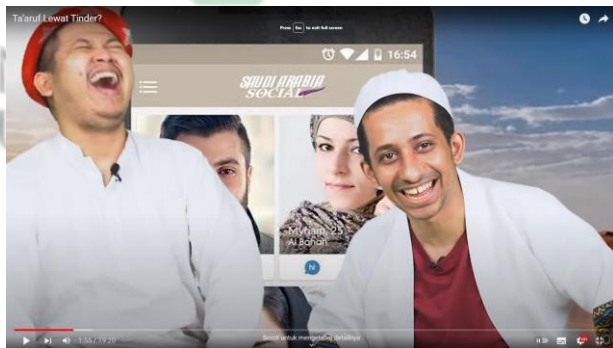 Ta'aruf Lewat Tinder?
Press Esc to exit full screen
16:54
SAUDI ARABIA
SOCIAL
Myriam, 25
Al Bahah
hi
1:55 / 19:20
Scroll untuk mengetahui detailnya